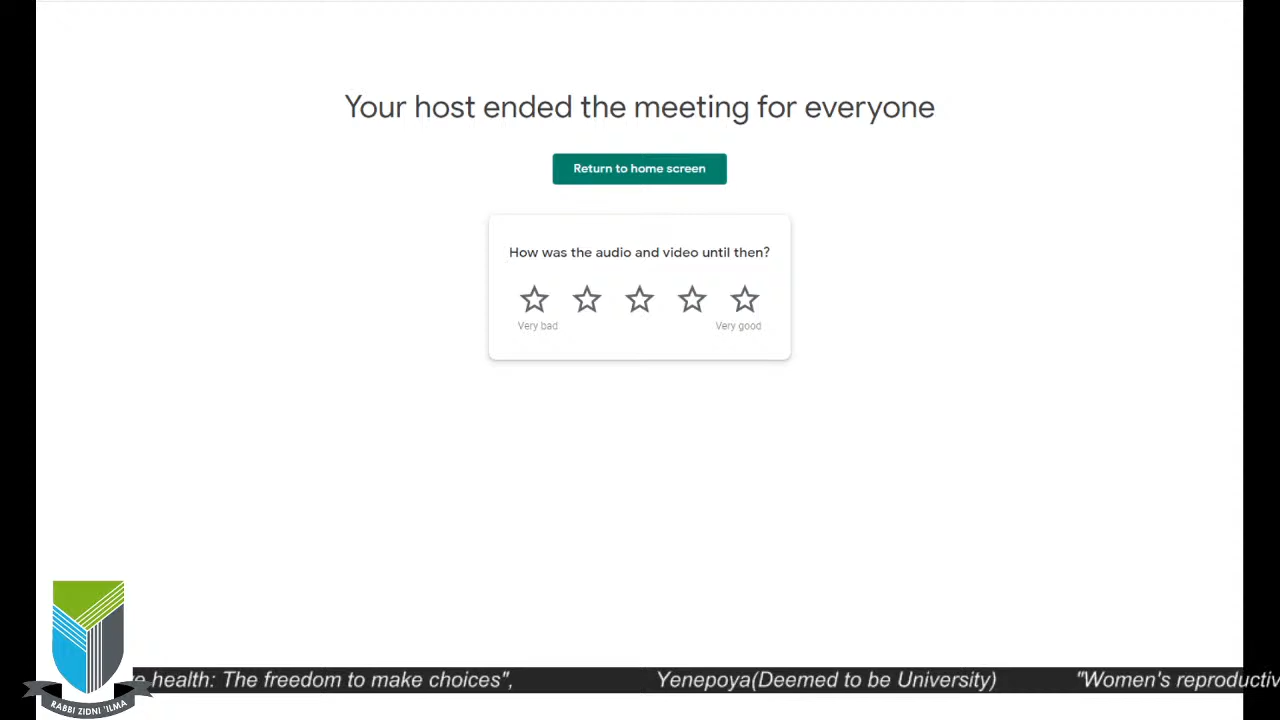 Your host ended the meeting for everyone
Return to home screen
How was the audio and video until then?
Very bad Very good
health: The freedom to make choices", Yenepoya(Deemed to be University) "Women's reproductiv
RABBI ZIDNI 'ILMA